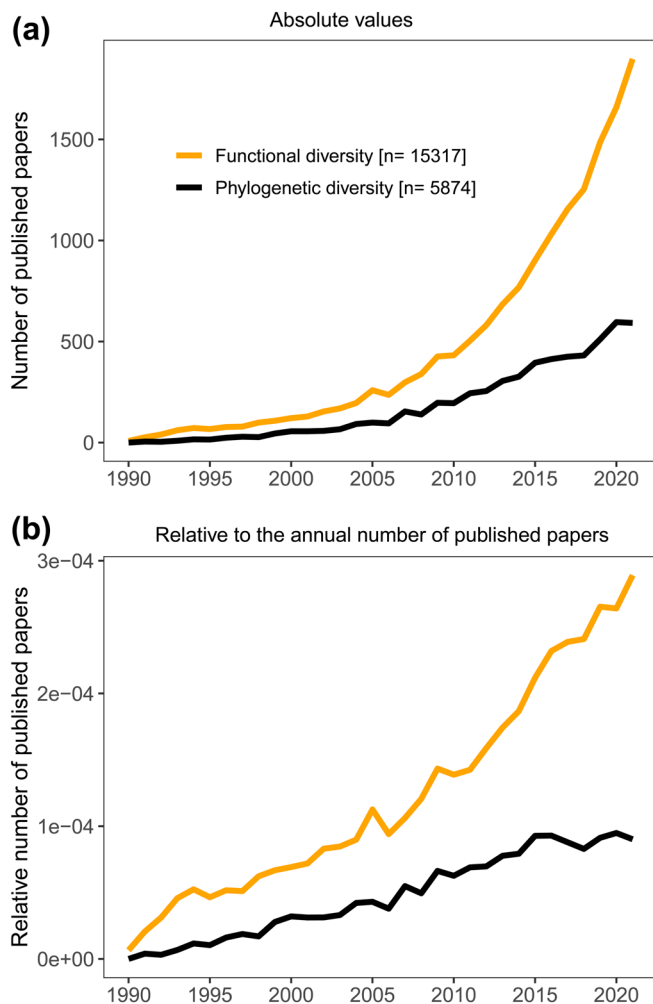 (a)
Absolute values
Number of published papers
1500
1000
500
0
Functional diversity [n= 15317]
Phylogenetic diversity [n= 5874]
1990 1995 2000 2005 2010 2015 2020
(b)
Relative to the annual number of published papers
Relative number of published papers
3e−04
2e−04
1e−04
0e+00
1990 1995 2000 2005 2010 2015 2020